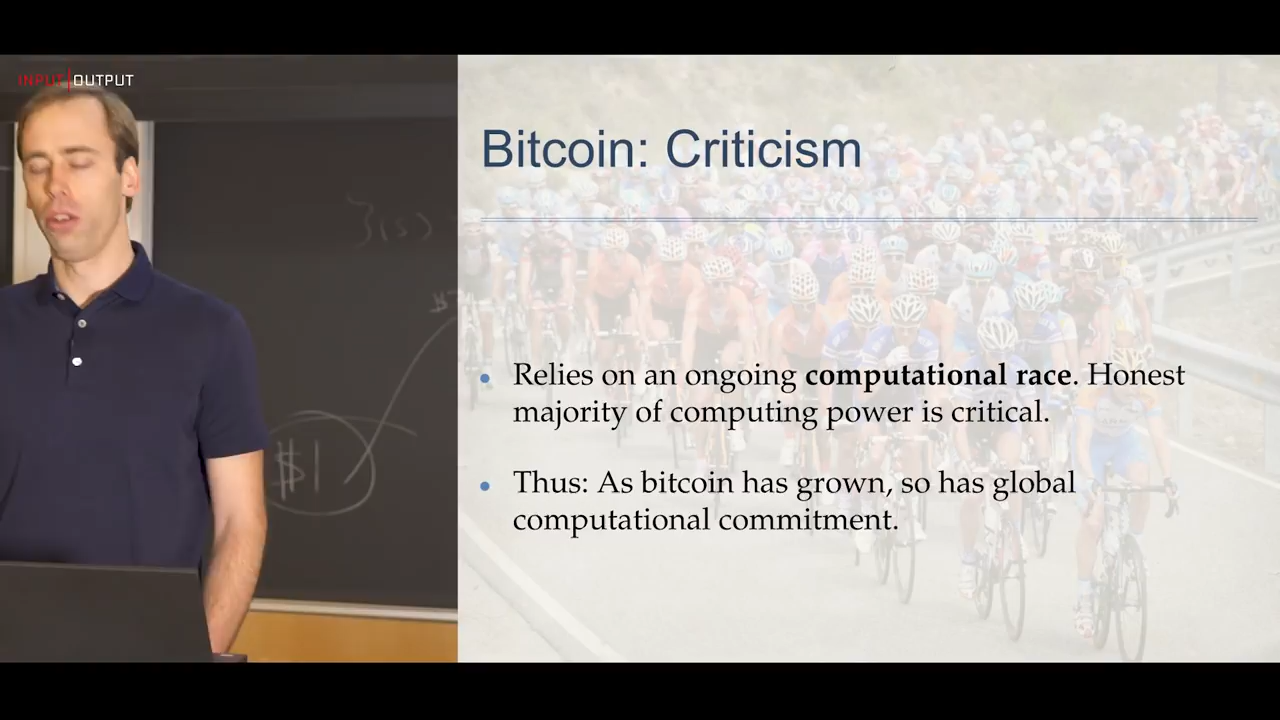 INPUT|OUTPUT
Bitcoin: Criticism
• Relies on an ongoing computational race. Honest
majority of computing power is critical.
• Thus: As bitcoin has grown, so has global
computational commitment.
$1